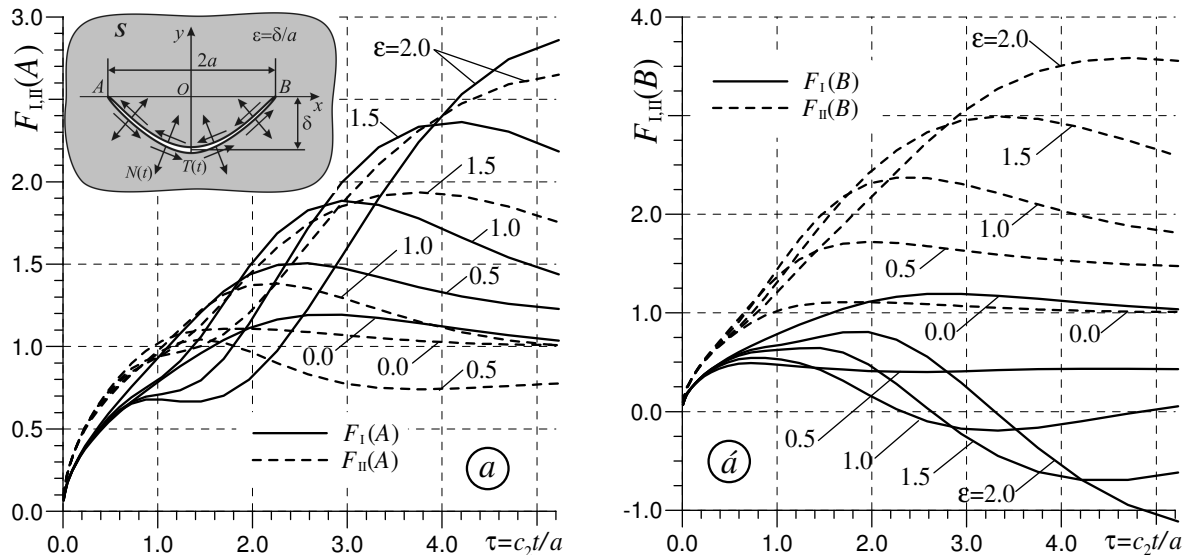 F_I,II(A)
3.0
2.5
2.0
1.5
1.0
0.5
0.0
0.0
1.0
2.0
3.0
4.0
τ=c₂t/a
S
y
ε=δ/a
2a
A
O
B
x
δ
N(t)
T(t)
ε=2.0
1.5
1.5
1.0
1.0
0.5
0.0
0.0
0.5
F_I(A)
F_II(A)
a
F_I,II(B)
4.0
3.0
2.0
1.0
0.0
-1.0
0.0
1.0
2.0
3.0
4.0
τ=c₂t/a
ε=2.0
F_I(B)
F_II(B)
1.5
1.0
0.5
0.0
0.0
0.5
1.0
1.5
ε=2.0
á